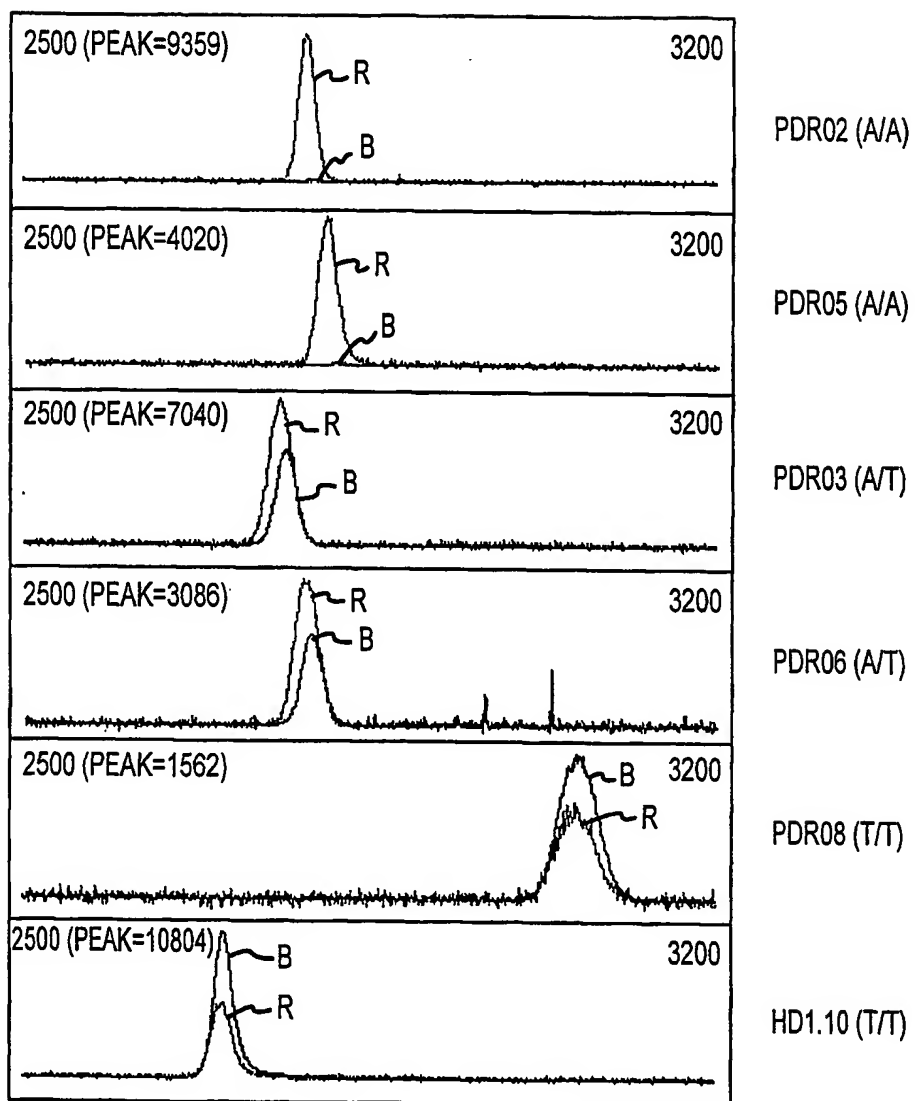 2500 (PEAK=9359) 3200
R
B
PDR02 (A/A)
2500 (PEAK=4020) 3200
R
B
PDR05 (A/A)
2500 (PEAK=7040) 3200
R
B
PDR03 (A/T)
2500 (PEAK=3086) 3200
R
B
PDR06 (A/T)
2500 (PEAK=1562) 3200
B
R
PDR08 (T/T)
2500 (PEAK=10804) 3200
B
R
HD1.10 (T/T)